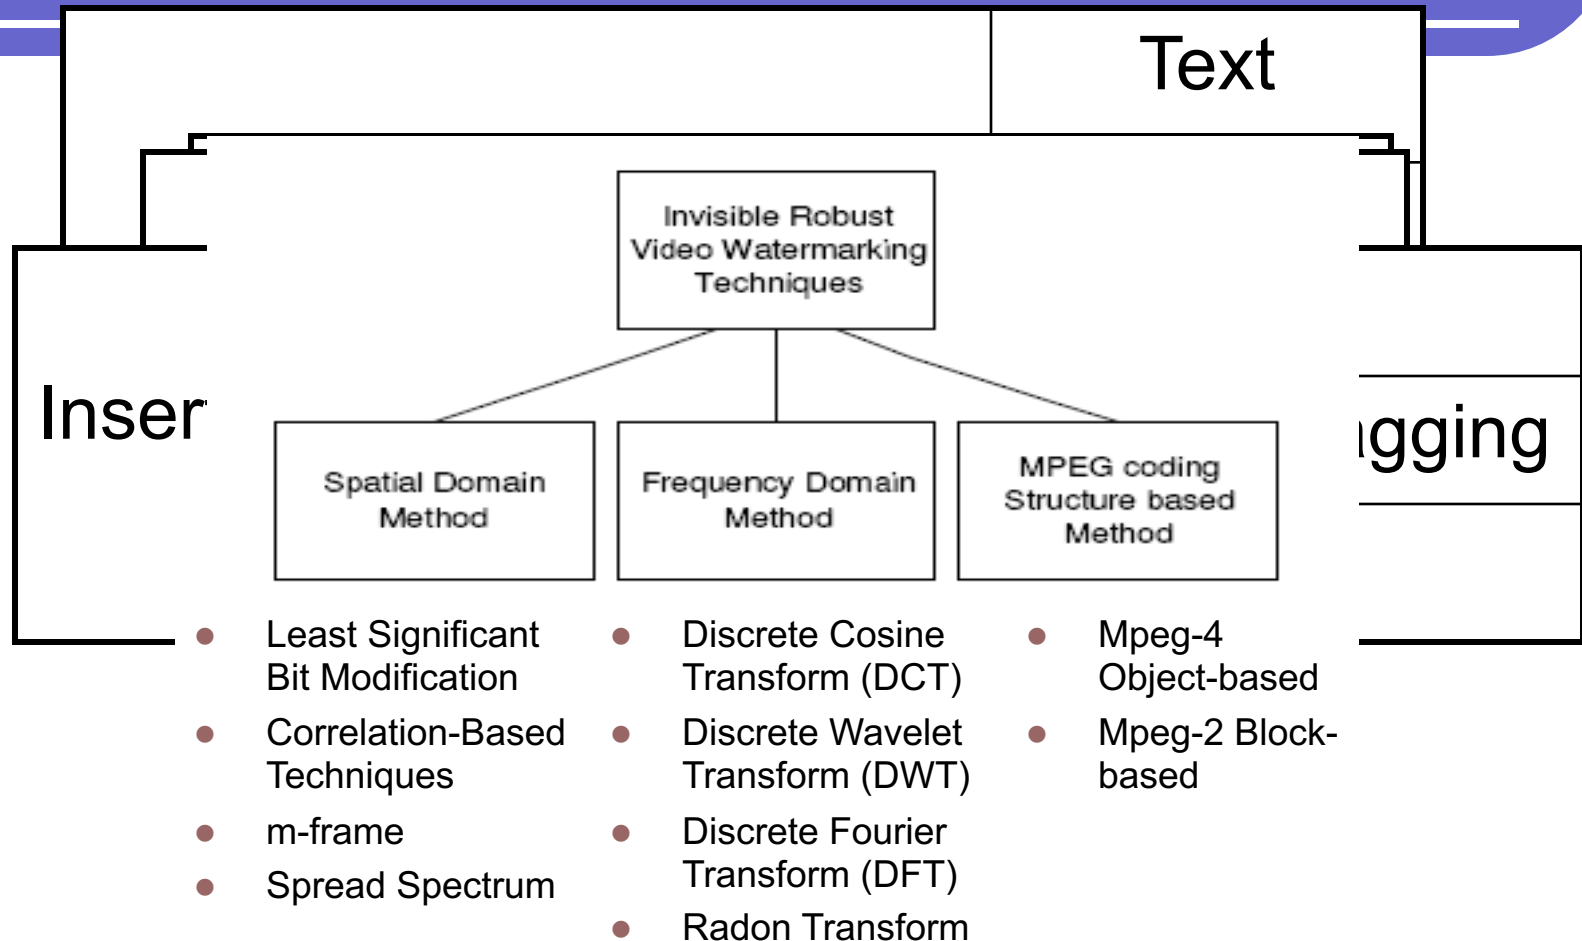 Text
Invisible Robust
Video Watermarking
Techniques
Spatial Domain
Method
Frequency Domain
Method
MPEG coding
Structure based
Method
Least Significant
Bit Modification
Correlation-Based
Techniques
m-frame
Spread Spectrum
Discrete Cosine
Transform (DCT)
Discrete Wavelet
Transform (DWT)
Discrete Fourier
Transform (DFT)
Radon Transform
Mpeg-4
Object-based
Mpeg-2 Block-
based